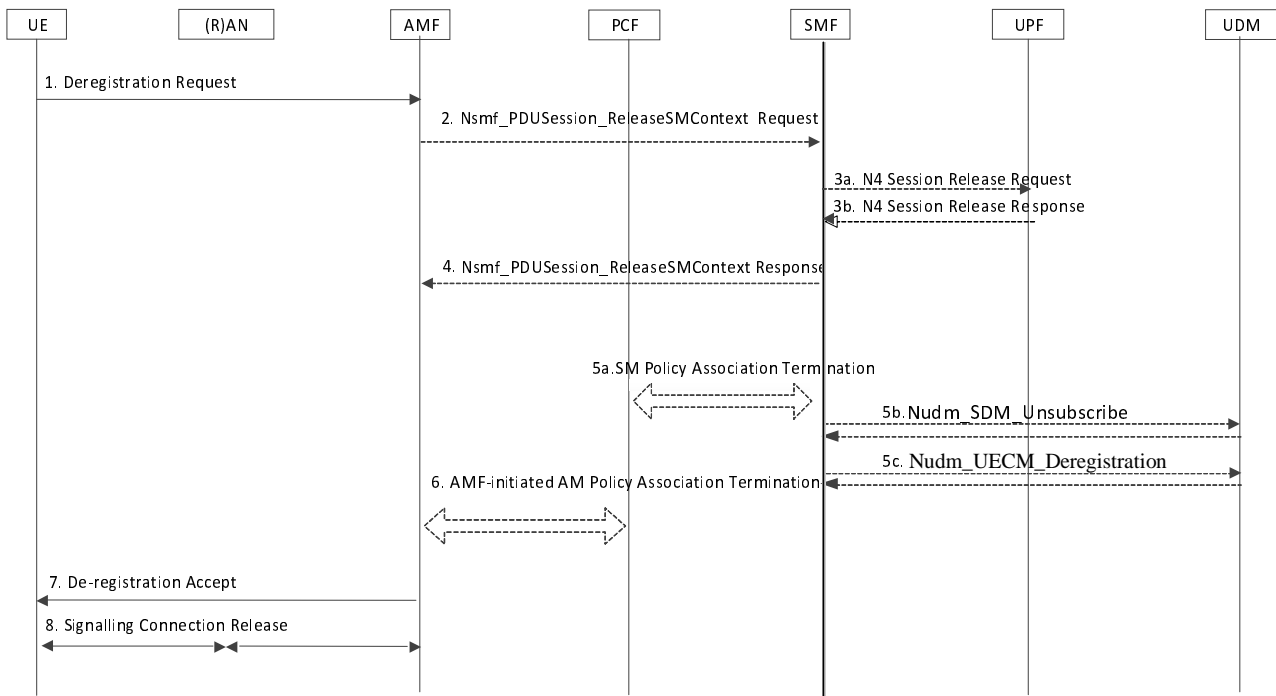 UE
(R)AN
AMF
PCF
SMF
UPF
UDM
1. Deregistration Request
2. Nsmf_PDUSession_ReleaseSMContext Request
3a. N4 Session Release Request
3b. N4 Session Release Response
4. Nsmf_PDUSession_ReleaseSMContext Response
5a.SM Policy Association Termination
5b. Nudm_SDM_Unsubscribe
5c. Nudm_UECM_Deregistration
6. AMF-initiated AM Policy Association Termination
7. De-registration Accept
8. Signalling Connection Release